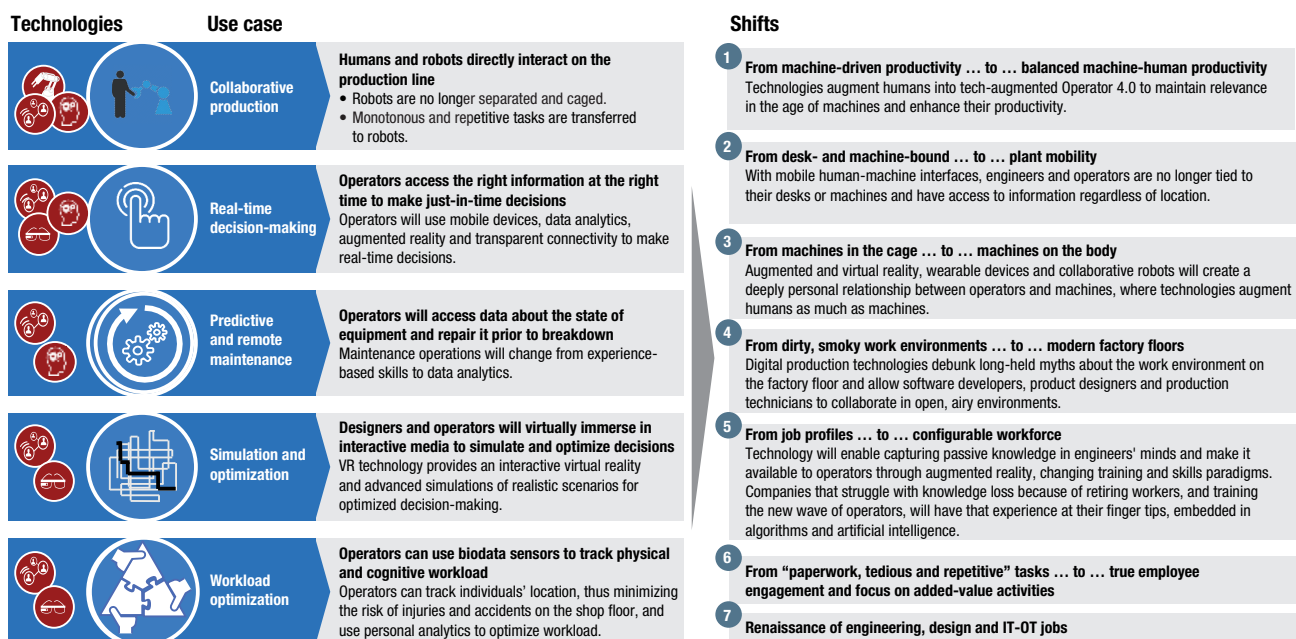 Technologies
Use case
Collaborative
production
Humans and robots directly interact on the
production line
• Robots are no longer separated and caged.
• Monotonous and repetitive tasks are transferred
to robots.
Real-time
decision-making
Operators access the right information at the right
time to make just-in-time decisions
Operators will use mobile devices, data analytics,
augmented reality and transparent connectivity to make
real-time decisions.
Predictive
and remote
maintenance
Operators will access data about the state of
equipment and repair it prior to breakdown
Maintenance operations will change from experience-
based skills to data analytics.
Simulation and
optimization
Designers and operators will virtually immerse in
interactive media to simulate and optimize decisions
VR technology provides an interactive virtual reality
and advanced simulations of realistic scenarios for
optimized decision-making.
Workload
optimization
Operators can use biodata sensors to track physical
and cognitive workload
Operators can track individuals' location, thus minimizing
the risk of injuries and accidents on the shop floor, and
use personal analytics to optimize workload.
Shifts
1
From machine-driven productivity … to … balanced machine-human productivity
Technologies augment humans into tech-augmented Operator 4.0 to maintain relevance
in the age of machines and enhance their productivity.
2
From desk- and machine-bound … to … plant mobility
With mobile human-machine interfaces, engineers and operators are no longer tied to
their desks or machines and have access to information regardless of location.
3
From machines in the cage … to … machines on the body
Augmented and virtual reality, wearable devices and collaborative robots will create a
deeply personal relationship between operators and machines, where technologies augment
humans as much as machines.
4
From dirty, smoky work environments … to … modern factory floors
Digital production technologies debunk long-held myths about the work environment on
the factory floor and allow software developers, product designers and production
technicians to collaborate in open, airy environments.
5
From job profiles … to … configurable workforce
Technology will enable capturing passive knowledge in engineers' minds and make it
available to operators through augmented reality, changing training and skills paradigms.
Companies that struggle with knowledge loss because of retiring workers, and training
the new wave of operators, will have that experience at their finger tips, embedded in
algorithms and artificial intelligence.
6
From “paperwork, tedious and repetitive” tasks … to … true employee
engagement and focus on added-value activities
7
Renaissance of engineering, design and IT-OT jobs